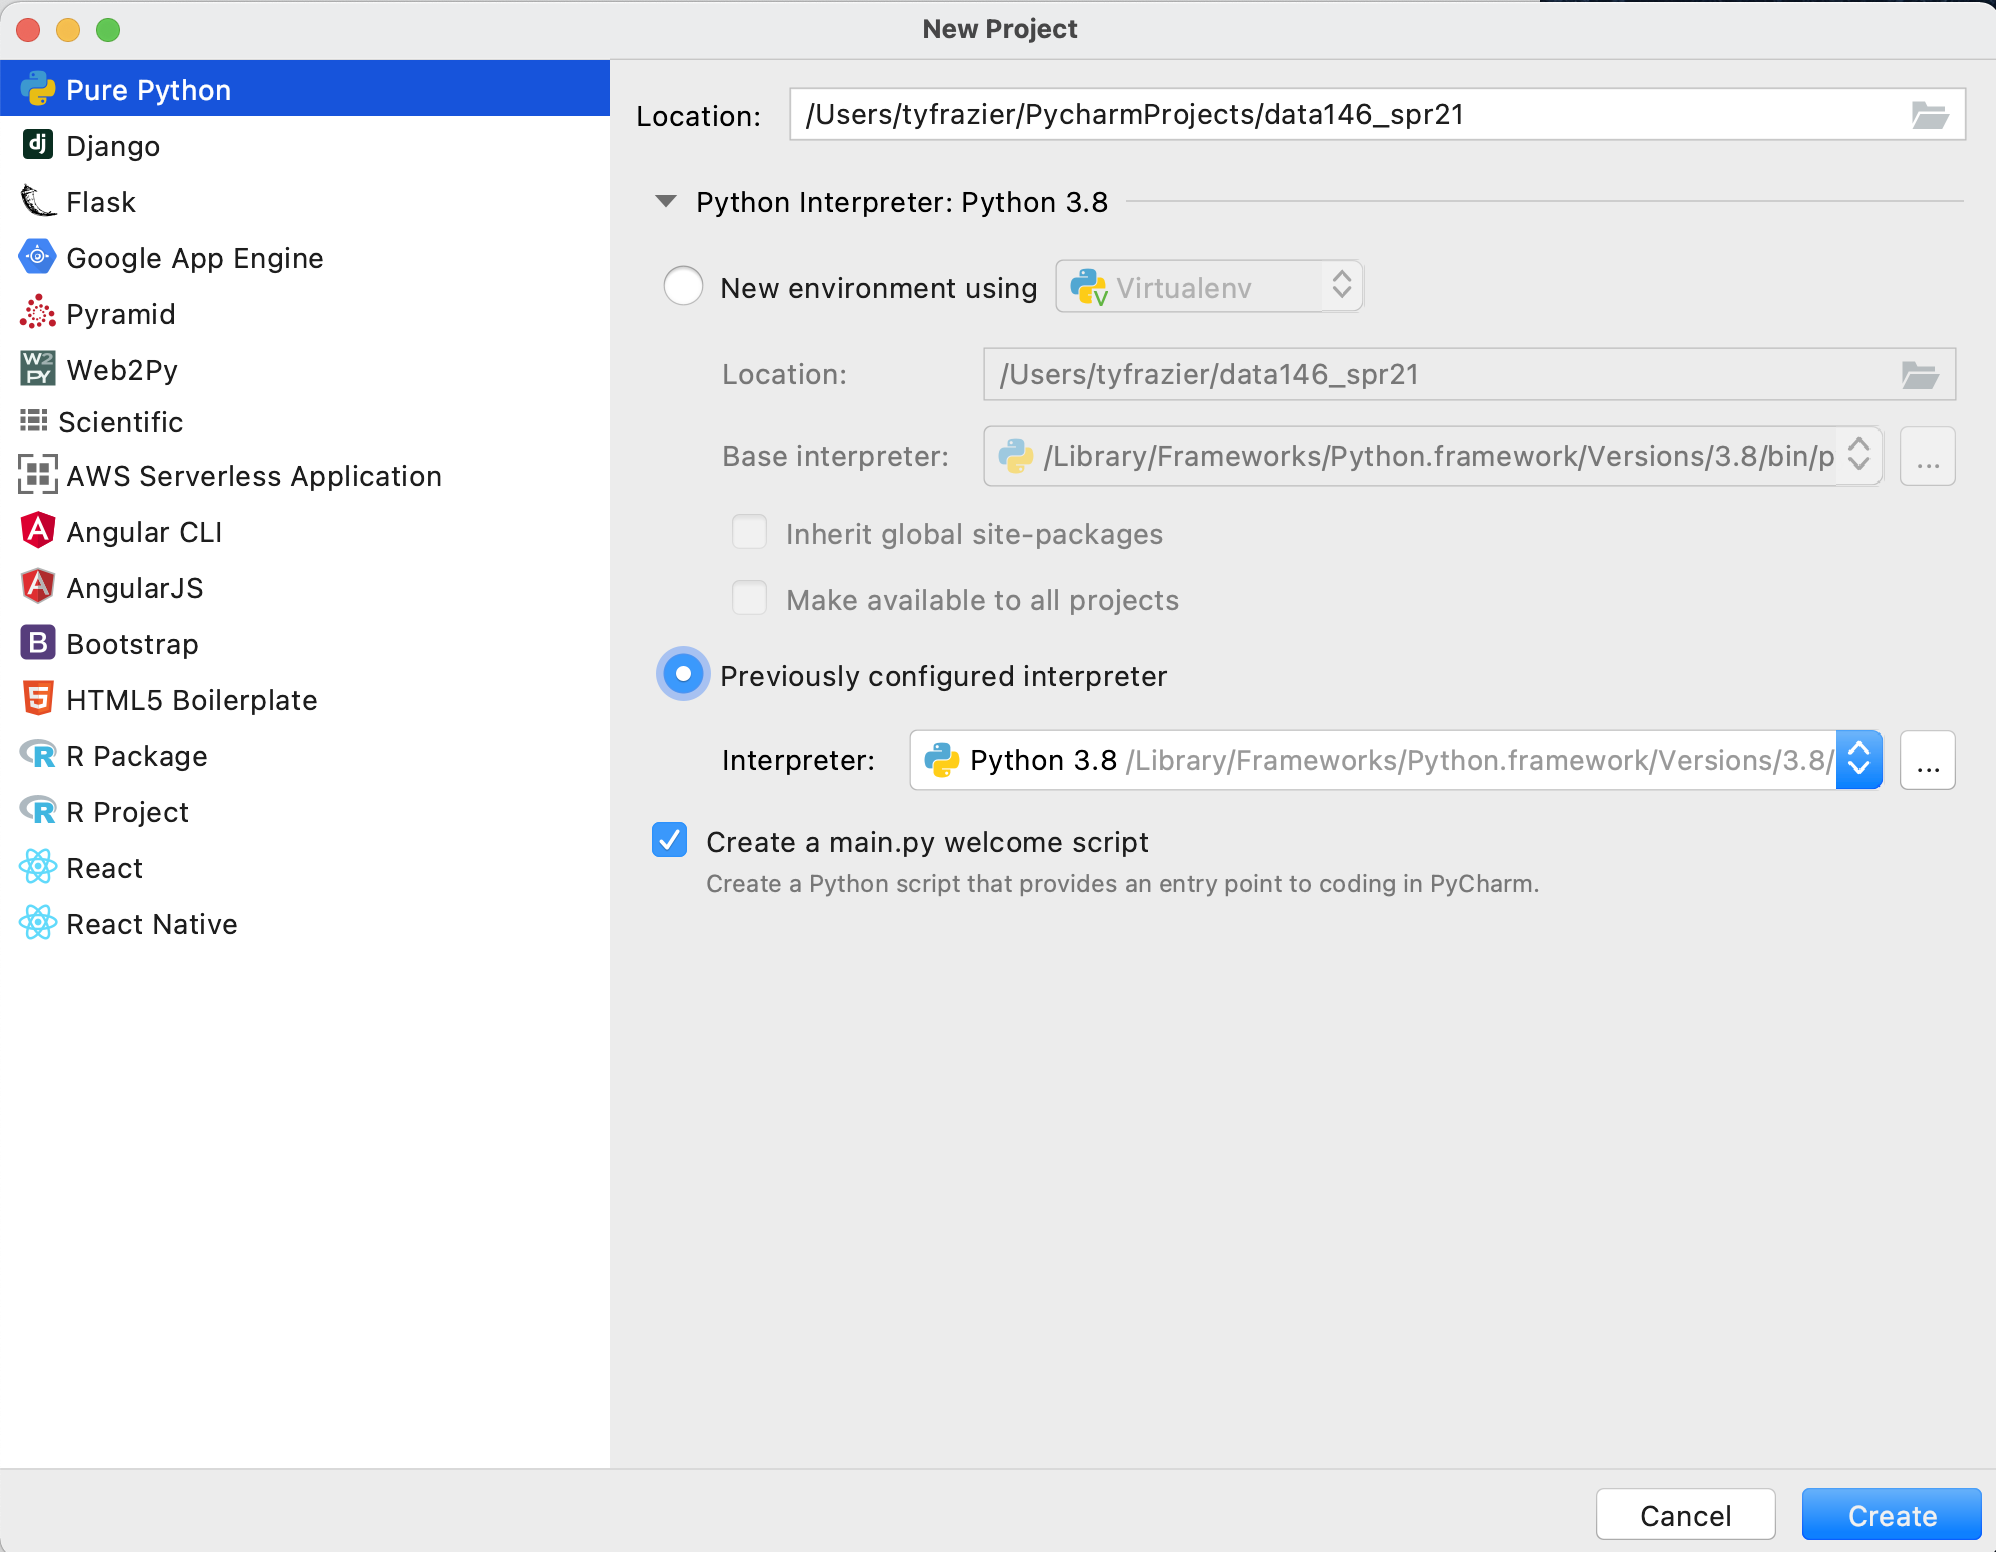 New Project
Pure Python
Django
Flask
Google App Engine
Pyramid
Web2Py
Scientific
AWS Serverless Application
Angular CLI
AngularJS
Bootstrap
HTML5 Boilerplate
R Package
R Project
React
React Native
Location: /Users/tyfrazier/PycharmProjects/data146_spr21
Python Interpreter: Python 3.8
New environment using Virtualenv
Location: /Users/tyfrazier/data146_spr21
Base interpreter: /Library/Frameworks/Python.framework/Versions/3.8/bin/p ...
Inherit global site-packages
Make available to all projects
Previously configured interpreter
Interpreter: Python 3.8 /Library/Frameworks/Python.framework/Versions/3.8/ ...
Create a main.py welcome script
Create a Python script that provides an entry point to coding in PyCharm.
Cancel Create